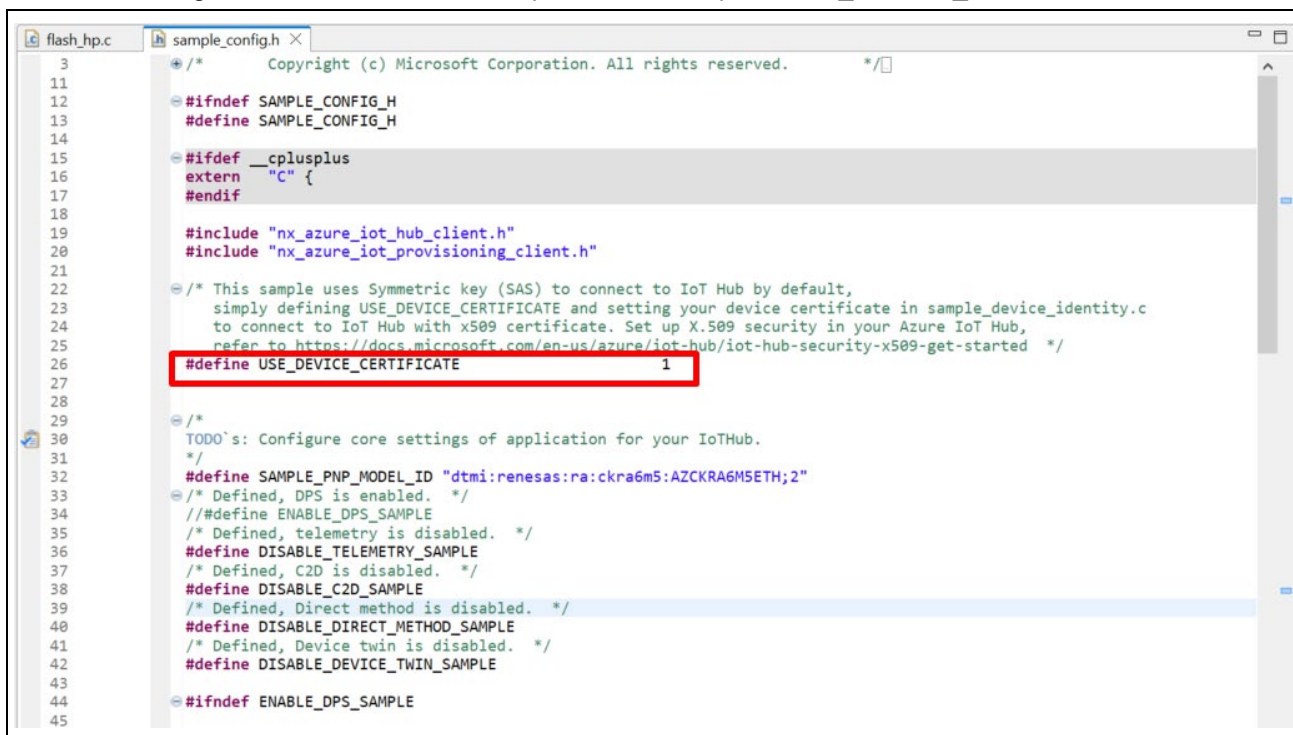 flash_hp.c sample_config.h
3 /* Copyright (c) Microsoft Corporation. All rights reserved. */
11
12 #ifndef SAMPLE_CONFIG_H
13 #define SAMPLE_CONFIG_H
14
15 #ifdef __cplusplus
16 extern "C" {
17 #endif
18
19 #include "nx_azure_iot_hub_client.h"
20 #include "nx_azure_iot_provisioning_client.h"
21
22 /* This sample uses Symmetric key (SAS) to connect to IoT Hub by default,
23 simply defining USE_DEVICE_CERTIFICATE and setting your device certificate in sample_device_identity.c
24 to connect to IoT Hub with x509 certificate. Set up X.509 security in your Azure IoT Hub,
25 refer to https://docs.microsoft.com/en-us/azure/iot-hub/iot-hub-security-x509-get-started */
26 #define USE_DEVICE_CERTIFICATE 1
27
28
29 /*
30 TODO`s: Configure core settings of application for your IoTHub.
31 */
32 #define SAMPLE_PNP_MODEL_ID "dtmi:renesas:ra:ckra6m5:AZCKRA6M5ETH;2"
33 /* Defined, DPS is enabled. */
34 //#define ENABLE_DPS_SAMPLE
35 /* Defined, telemetry is disabled. */
36 #define DISABLE_TELEMETRY_SAMPLE
37 /* Defined, C2D is disabled. */
38 #define DISABLE_C2D_SAMPLE
39 /* Defined, Direct method is disabled. */
40 #define DISABLE_DIRECT_METHOD_SAMPLE
41 /* Defined, Device twin is disabled. */
42 #define DISABLE_DEVICE_TWIN_SAMPLE
43
44 #ifndef ENABLE_DPS_SAMPLE
45